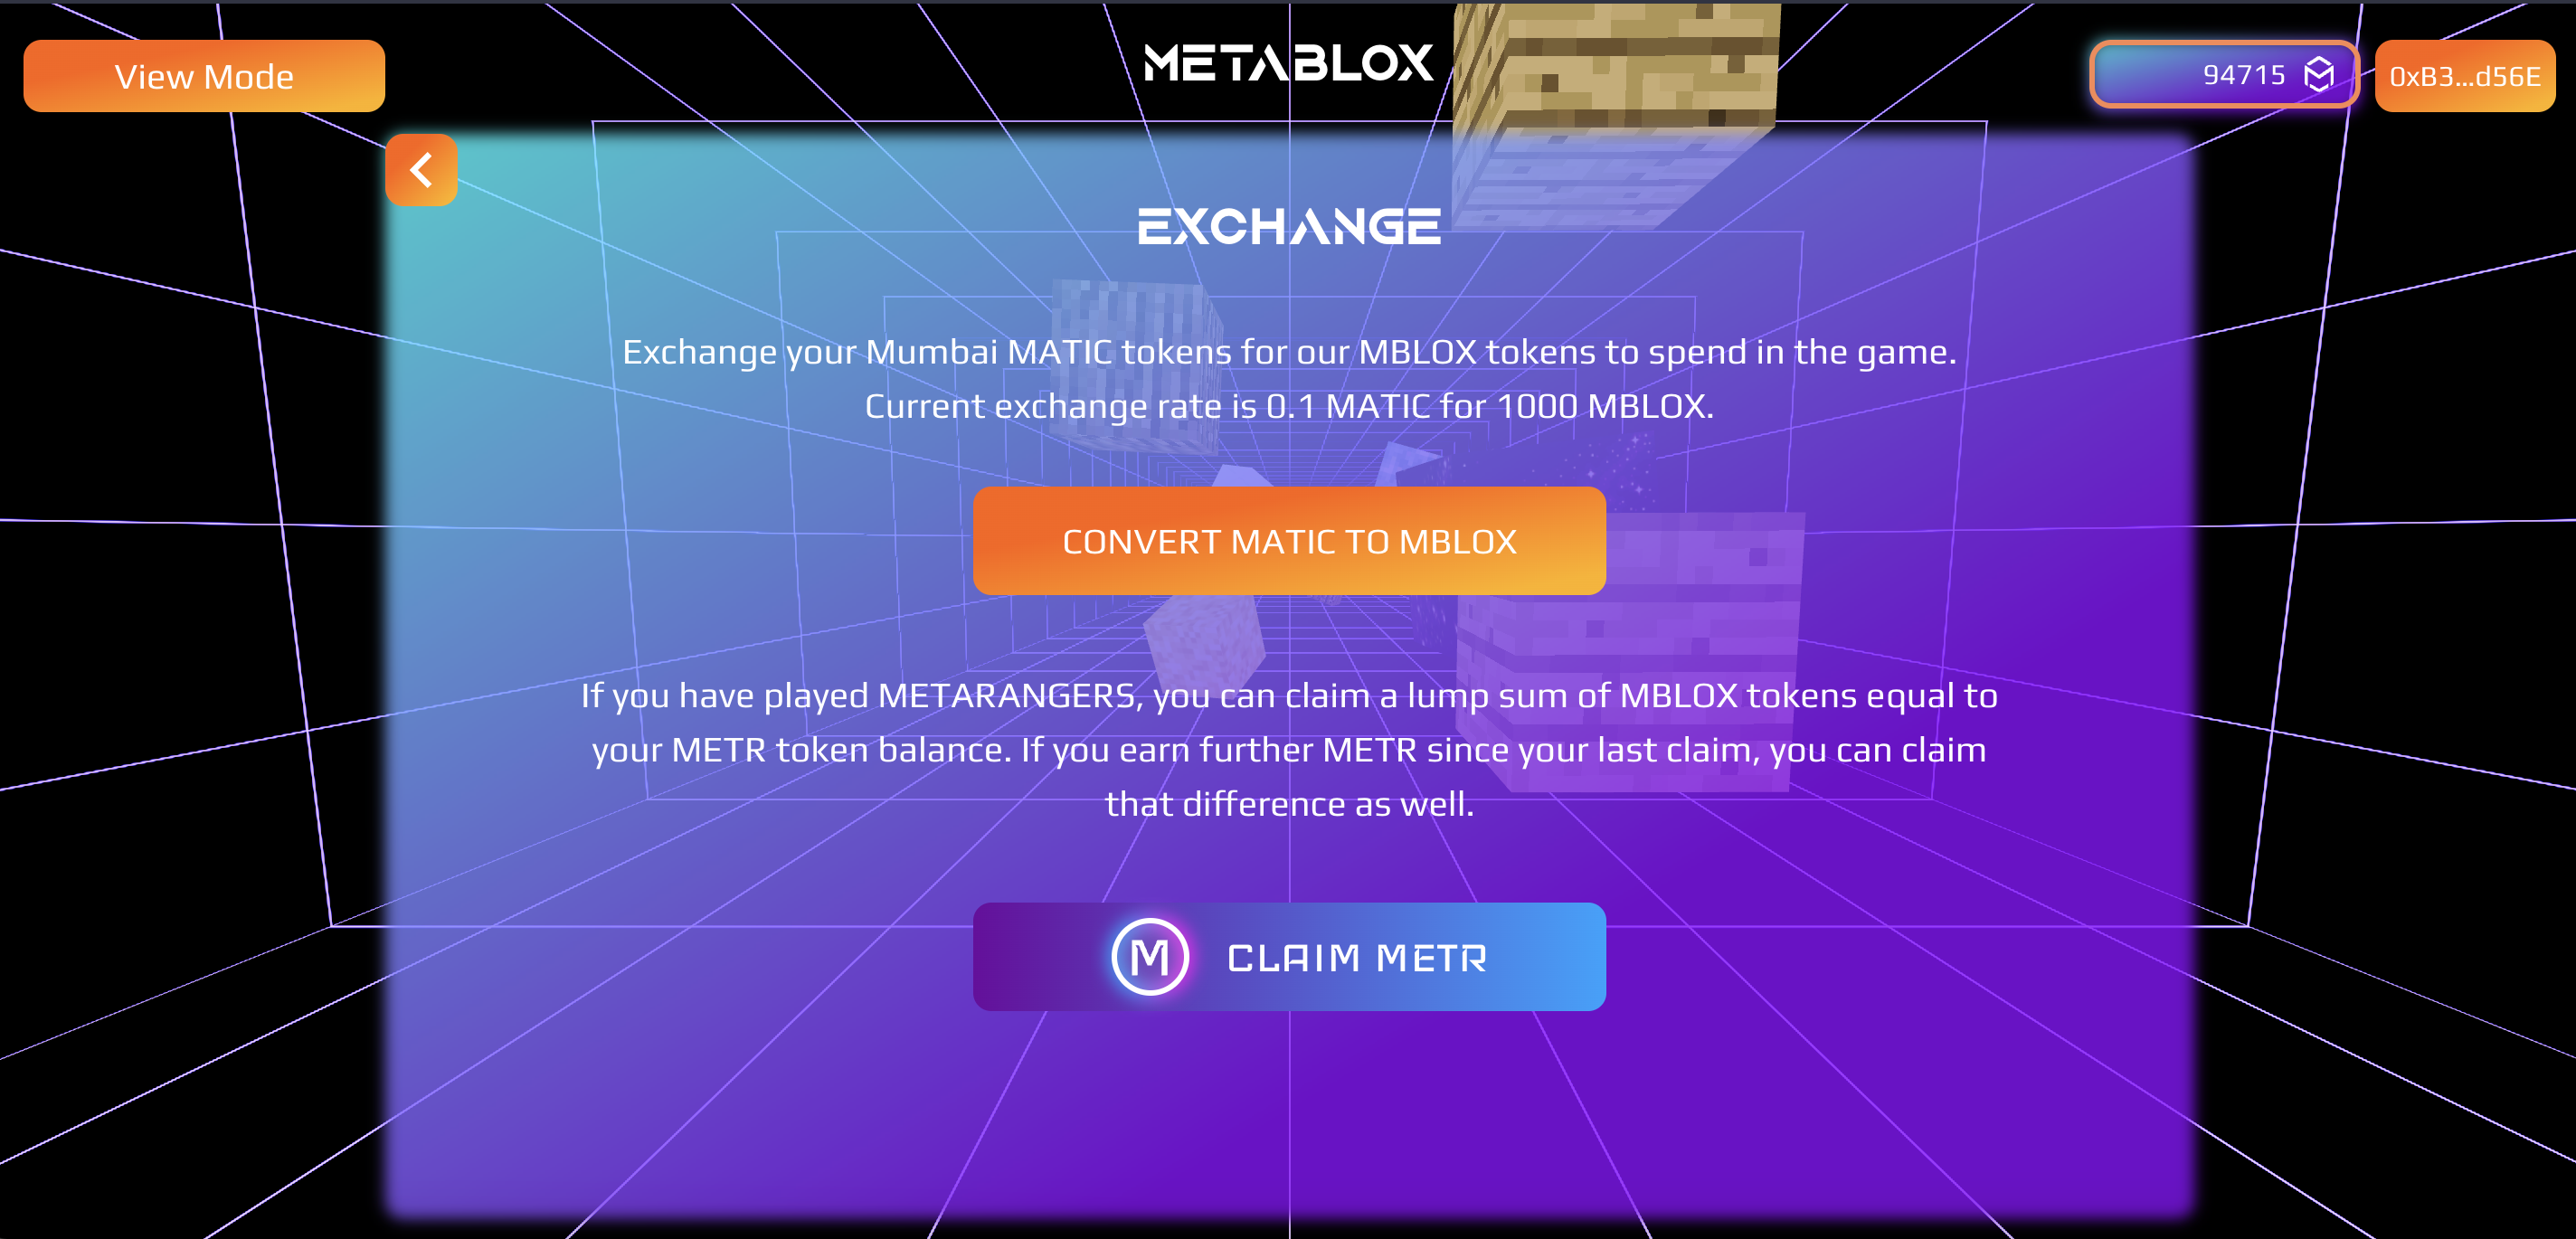 View Mode
METABLOX
94715
0xB3...d56E
EXCHANGE
Exchange your Mumbai MATIC tokens for our MBLOX tokens to spend in the game.
Current exchange rate is 0.1 MATIC for 1000 MBLOX.
CONVERT MATIC TO MBLOX
If you have played METARANGERS, you can claim a lump sum of MBLOX tokens equal to
your METR token balance. If you earn further METR since your last claim, you can claim
that difference as well.
M CLAIM METR